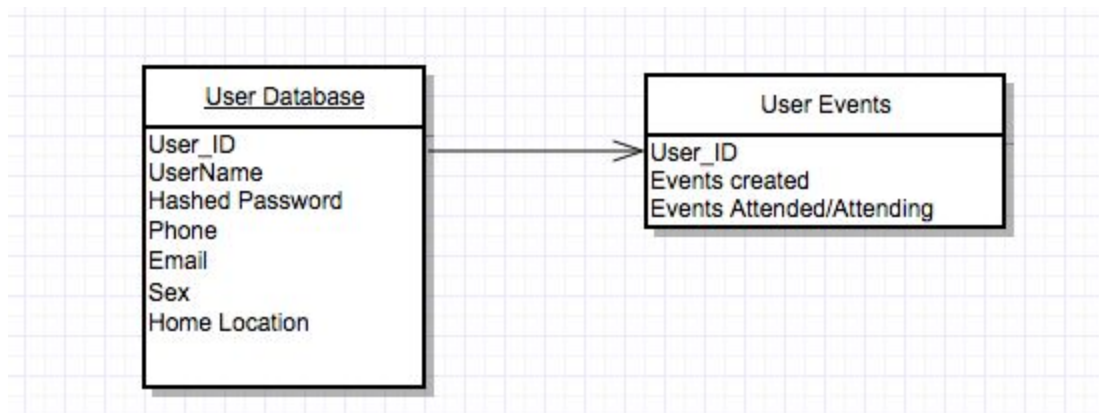 User Database
User_ID
UserName
Hashed Password
Phone
Email
Sex
Home Location
User Events
User_ID
Events created
Events Attended/Attending